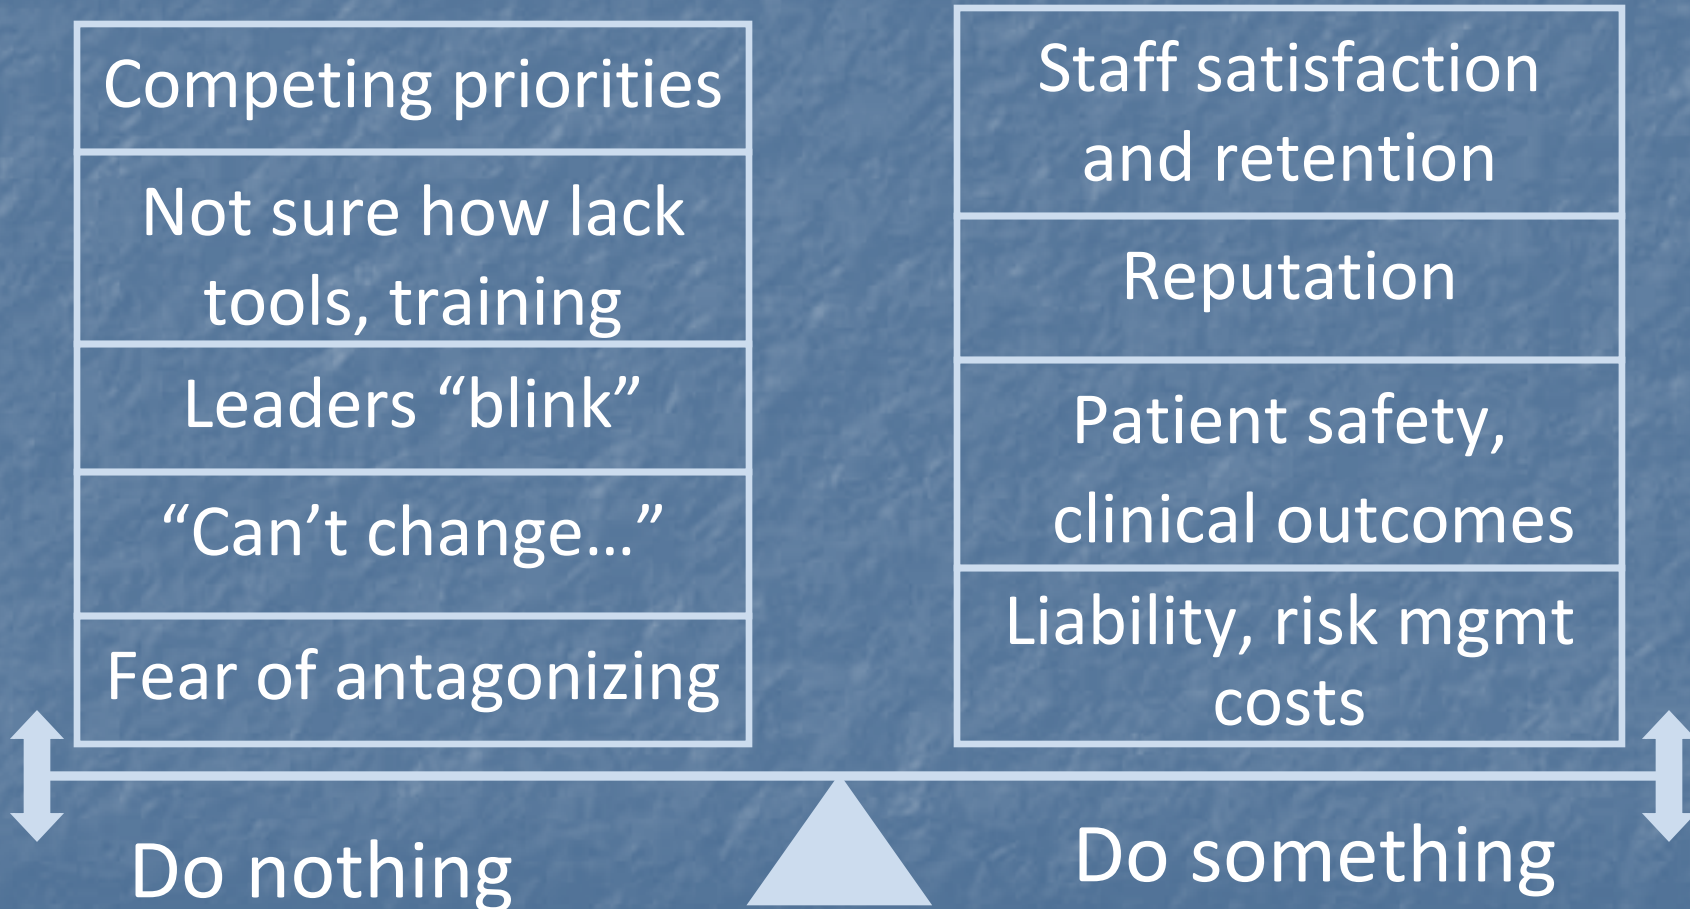 Competing priorities
Not sure how lack
tools, training
Leaders “blink”
“Can’t change…”
Fear of antagonizing
Do nothing
Staff satisfaction
and retention
Reputation
Patient safety,
clinical outcomes
Liability, risk mgmt
costs
Do something